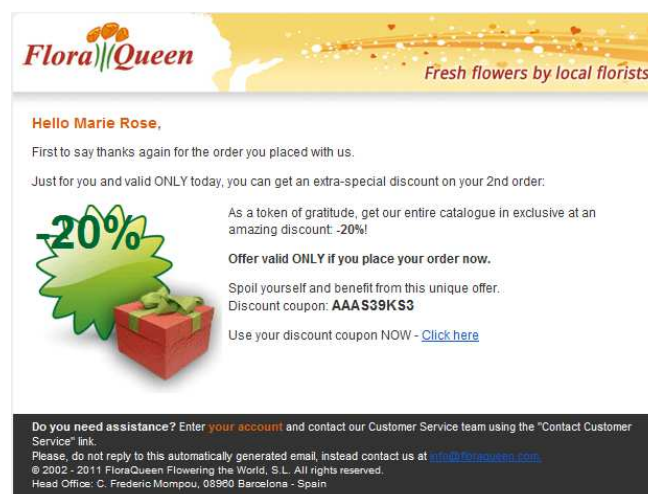 Flora Queen
Fresh flowers by local florists
Hello Marie Rose,
First to say thanks again for the order you placed with us.
Just for you and valid ONLY today, you can get an extra-special discount on your 2nd order:
-20%
As a token of gratitude, get our entire catalogue in exclusive at an
amazing discount: -20%!
Offer valid ONLY if you place your order now.
Spoil yourself and benefit from this unique offer.
Discount coupon: AAAS39KS3
Use your discount coupon NOW - Click here
Do you need assistance? Enter your account and contact our Customer Service team using the "Contact Customer
Service" link.
Please, do not reply to this automatically generated email, instead contact us at info@floraqueen.com.
© 2002 - 2011 FloraQueen Flowering the World, S.L. All rights reserved.
Head Office: C. Frederic Mompou, 08960 Barcelona - Spain